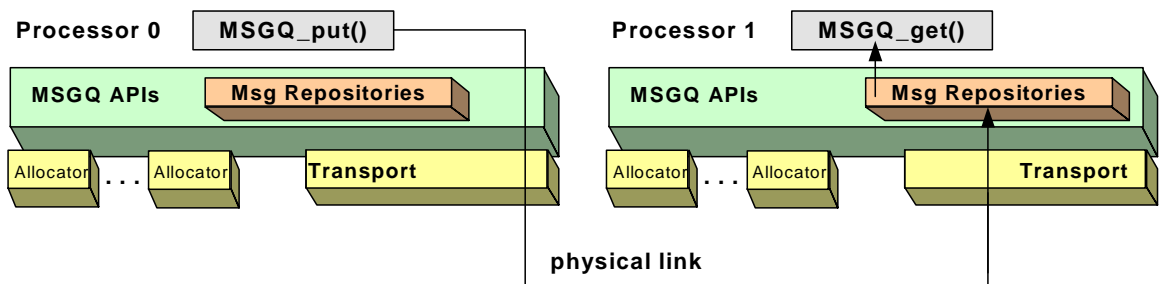 Processor 0 MSGQ_put() Processor 1 MSGQ_get()
MSGQ APIs Msg Repositories MSGQ APIs Msg Repositories
Allocator . . . Allocator Transport Allocator . . . Allocator Transport
physical link